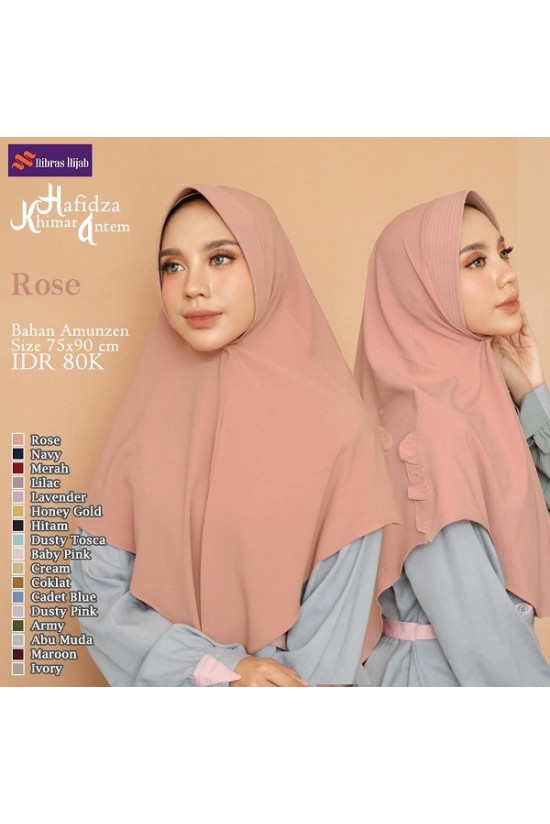 Nibras Hijab
Hafidza
Khimar Antem
Rose
Bahan Amunzen
Size 75x90 cm
IDR 80K
Rose
Navy
Merah
Lilac
Lavender
Honey Gold
Hitam
Dusty Tosca
Baby Pink
Cream
Coklat
Cadet Blue
Dusty Pink
Army
Abu Muda
Maroon
Ivory